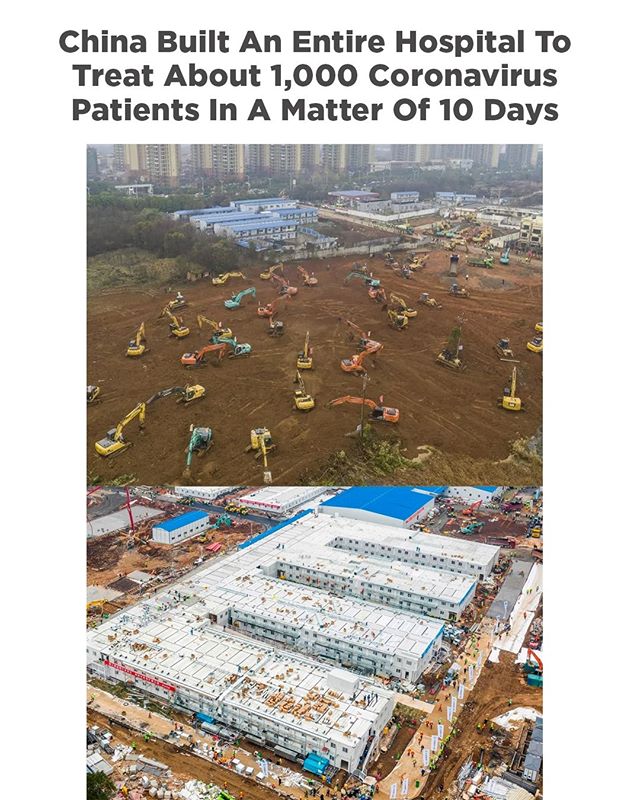 China Built An Entire Hospital To
Treat About 1,000 Coronavirus
Patients In A Matter Of 10 Days